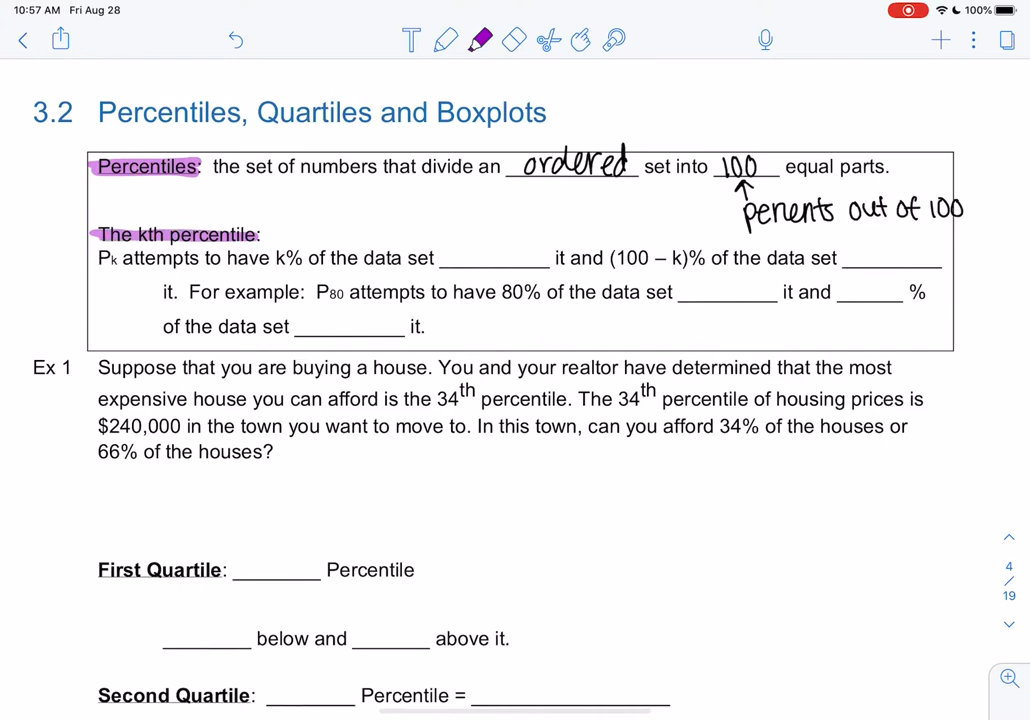 10:57 AM Fri Aug 28
100%
3.2 Percentiles, Quartiles and Boxplots
Percentiles: the set of numbers that divide an ordered set into 100 equal parts.
perents out of 100
The kth percentile:
Pk attempts to have k% of the data set __________ it and (100 – k)% of the data set _________
it. For example: P80 attempts to have 80% of the data set _________ it and ______ %
of the data set __________ it.
Ex 1 Suppose that you are buying a house. You and your realtor have determined that the most
expensive house you can afford is the 34th percentile. The 34th percentile of housing prices is
$240,000 in the town you want to move to. In this town, can you afford 34% of the houses or
66% of the houses?
First Quartile: ________ Percentile
________ below and _______ above it.
Second Quartile: ________ Percentile = __________________
4
/
19